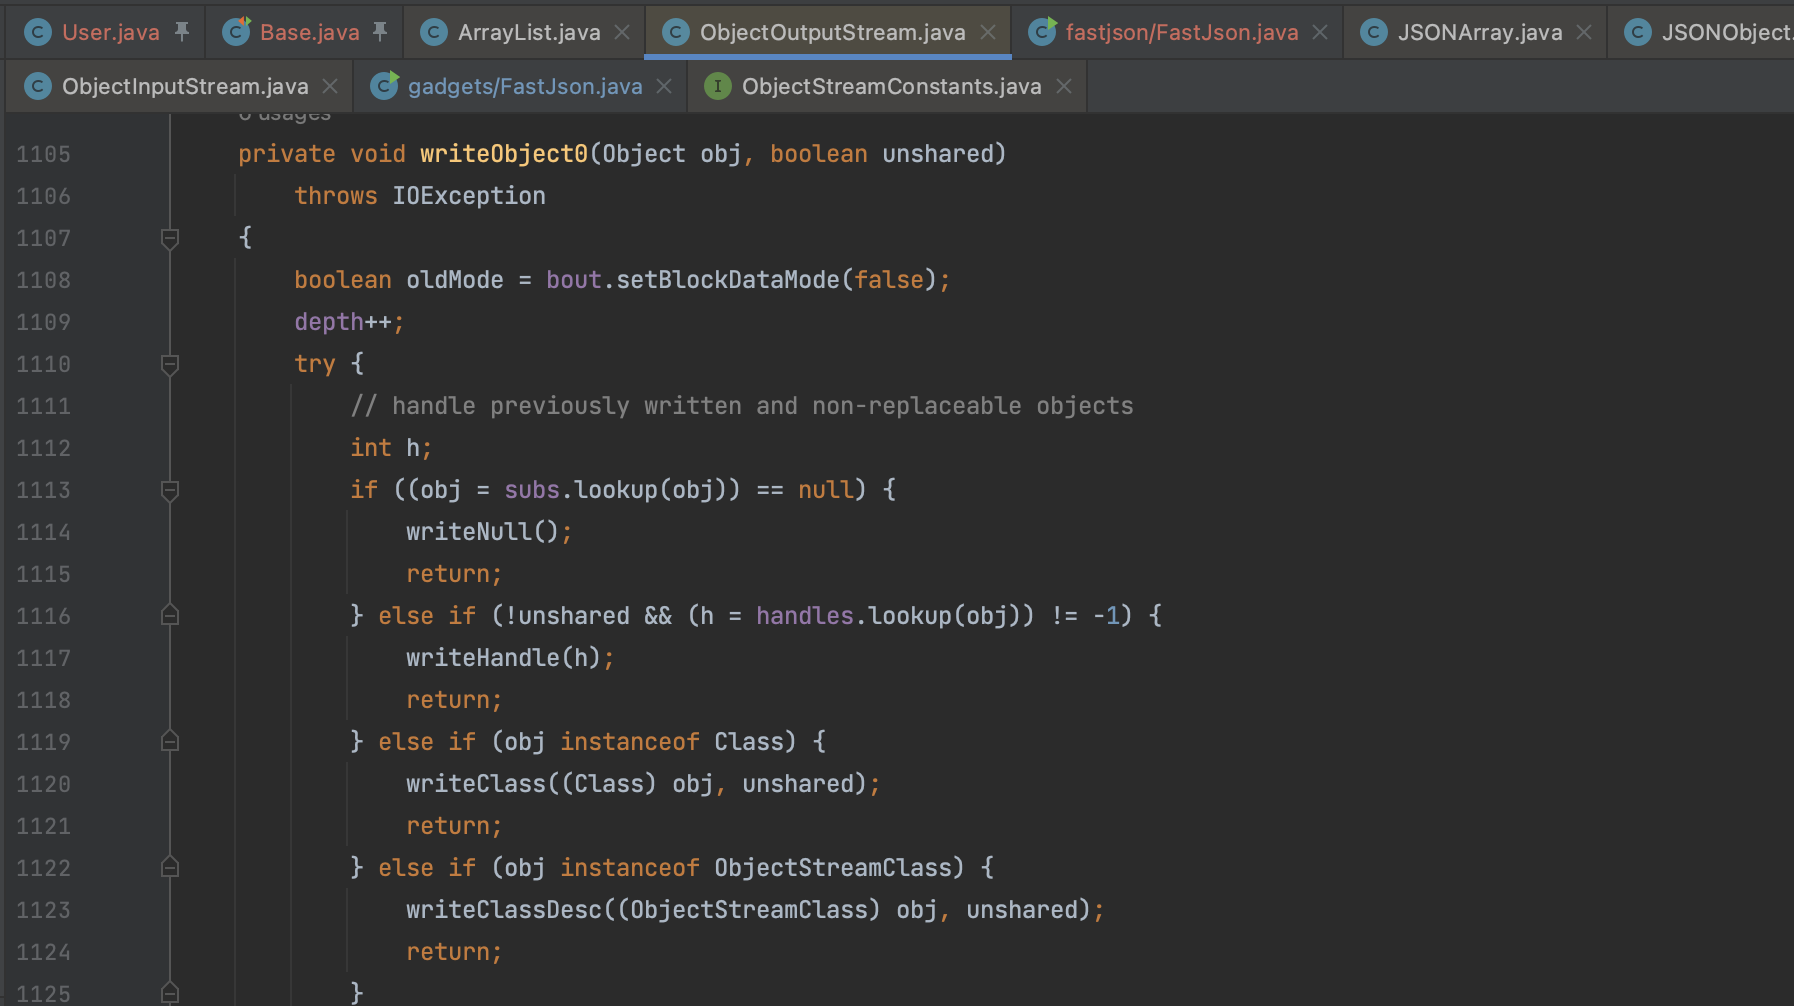 User.java Base.java ArrayList.java ObjectOutputStream.java fastjson/FastJson.java JSONArray.java JSONObject.
ObjectInputStream.java gadgets/FastJson.java ObjectStreamConstants.java
usages
1105 private void writeObject0(Object obj, boolean unshared)
1106 throws IOException
1107 {
1108 boolean oldMode = bout.setBlockDataMode(false);
1109 depth++;
1110 try {
1111 // handle previously written and non-replaceable objects
1112 int h;
1113 if ((obj = subs.lookup(obj)) == null) {
1114 writeNull();
1115 return;
1116 } else if (!unshared && (h = handles.lookup(obj)) != -1) {
1117 writeHandle(h);
1118 return;
1119 } else if (obj instanceof Class) {
1120 writeClass((Class) obj, unshared);
1121 return;
1122 } else if (obj instanceof ObjectStreamClass) {
1123 writeClassDesc((ObjectStreamClass) obj, unshared);
1124 return;
1125 }